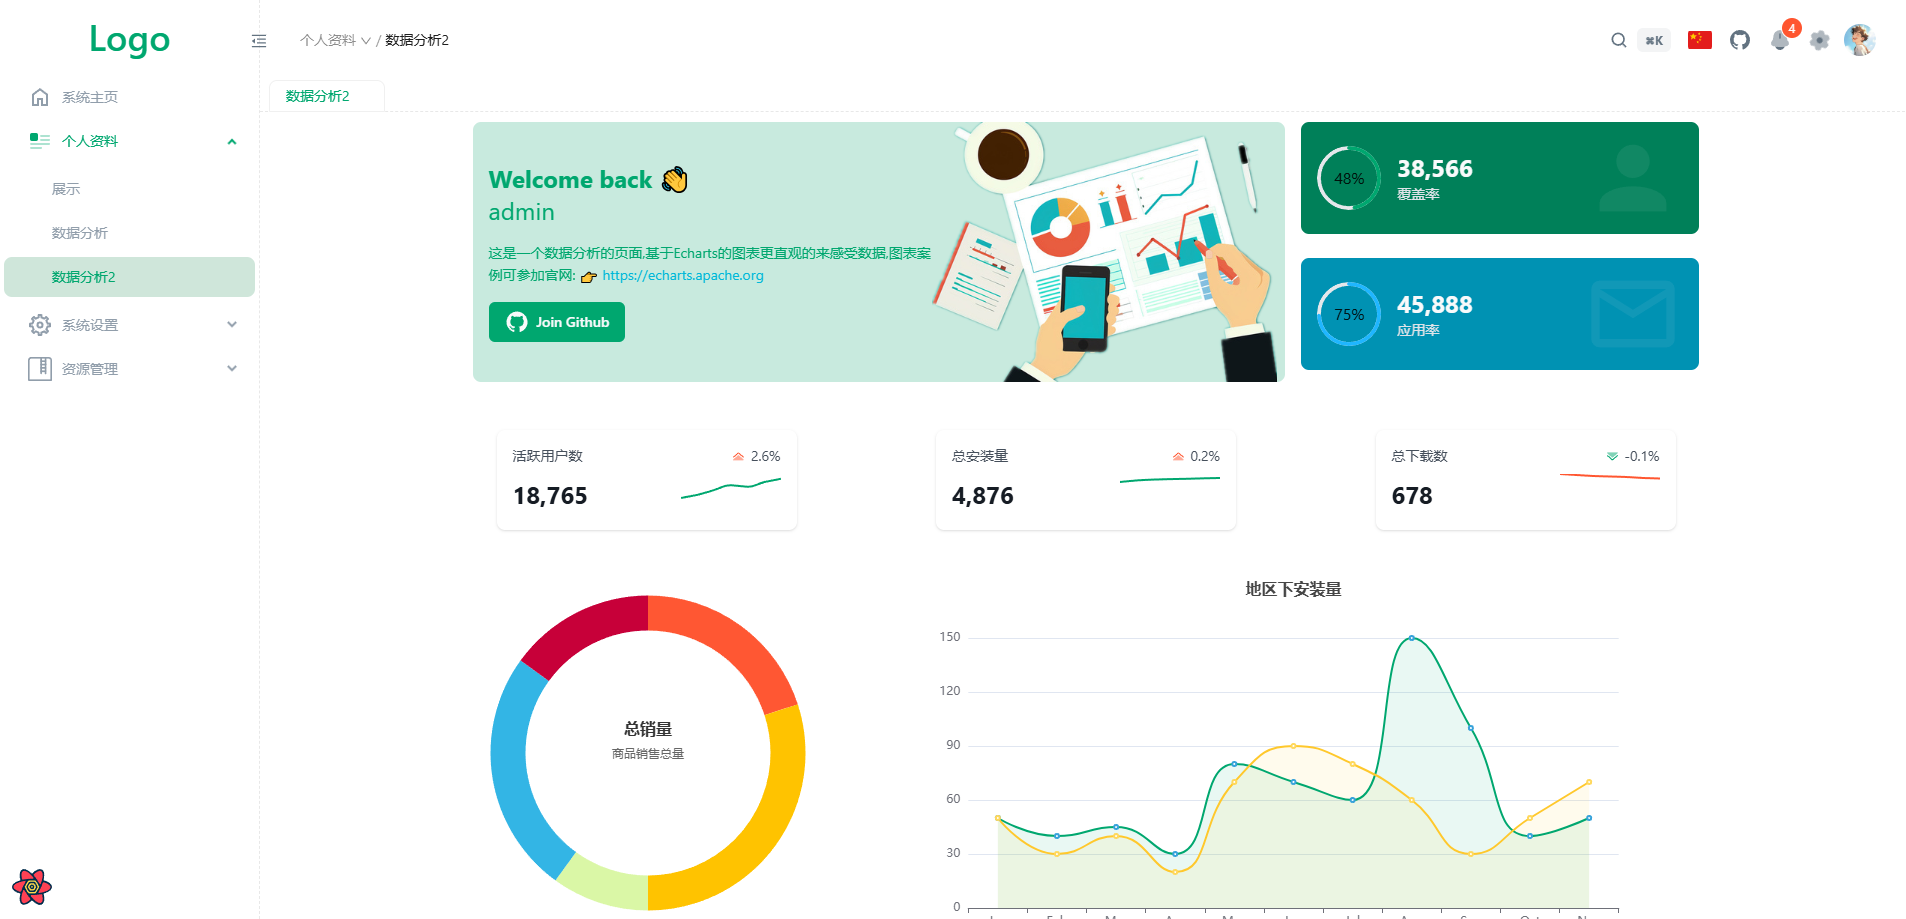 Logo
个人资料 / 数据分析2
⌘K
4
系统主页
个人资料
展示
数据分析
数据分析2
系统设置
资源管理
数据分析2
Welcome back 👋
admin
这是一个数据分析的页面,基于Echarts的图表更直观的来感受数据,图表案
例可参加官网: 👉 https://echarts.apache.org
Join Github
48%
38,566
覆盖率
75%
45,888
应用率
活跃用户数
2.6%
18,765
总安装量
0.2%
4,876
总下载数
-0.1%
678
总销量
商品销售总量
地区下安装量
150
120
90
60
30
0